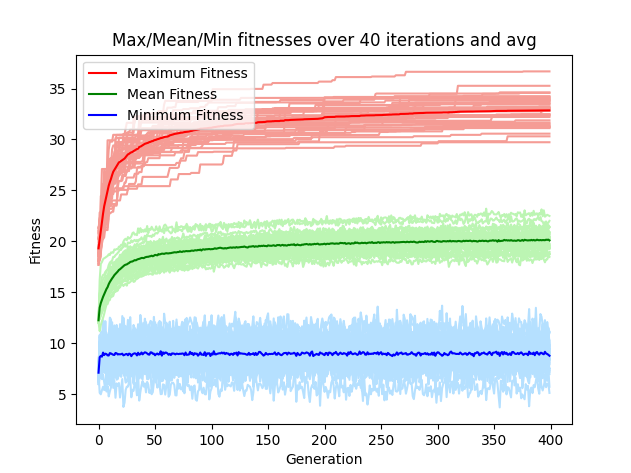 Max/Mean/Min fitnesses over 40 iterations and avg
Maximum Fitness
Mean Fitness
Minimum Fitness
Fitness
35
30
25
20
15
10
5
0 50 100 150 200 250 300 350 400
Generation